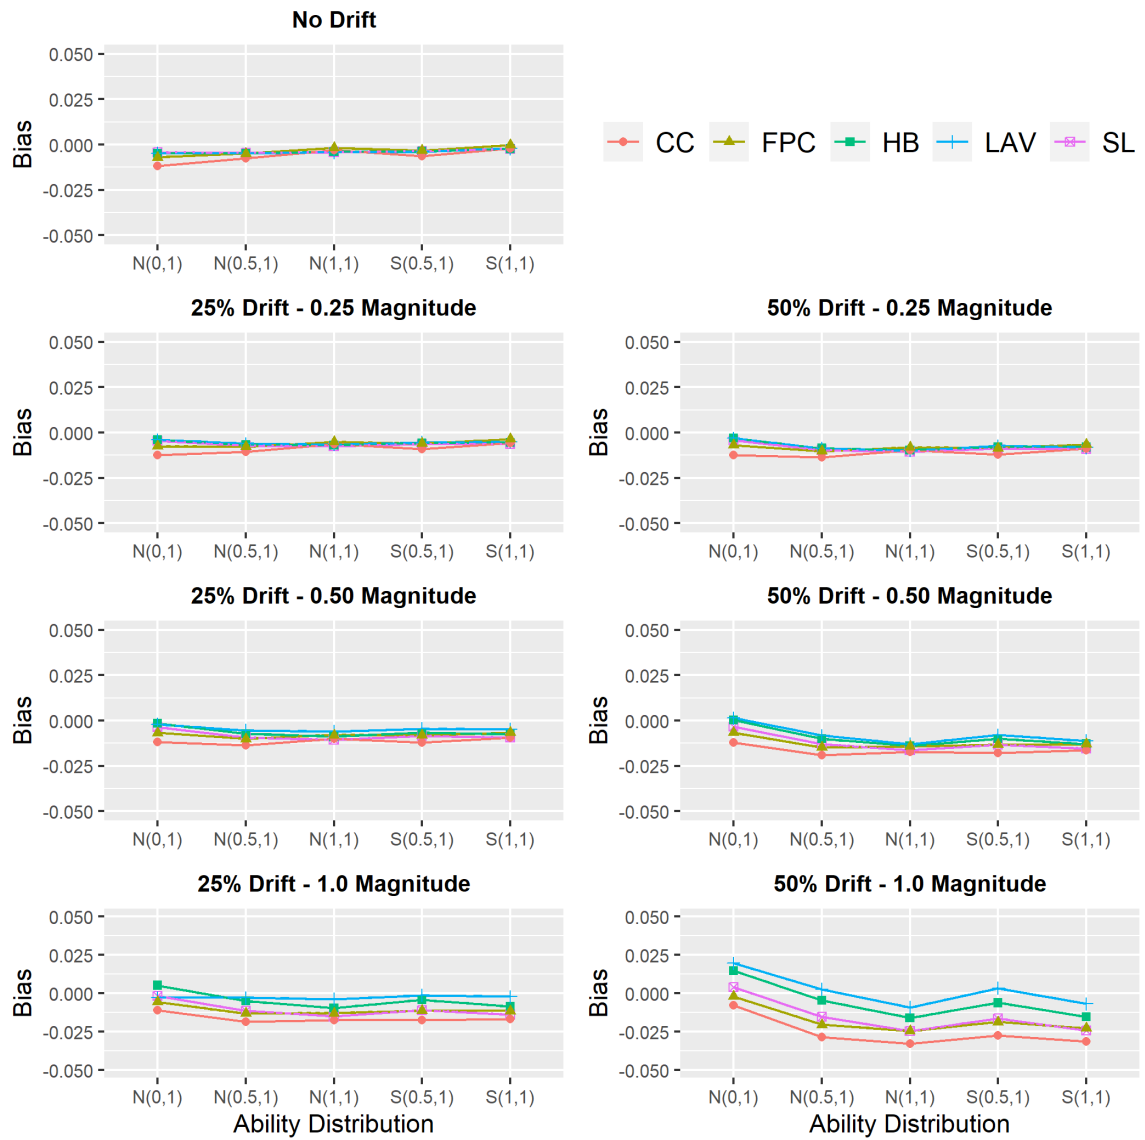 No Drift
0.050
0.025
0.000
-0.025
-0.050
Bias
N(0,1) N(0.5,1) N(1,1) S(0.5,1) S(1,1)
CC FPC HB LAV SL
25% Drift - 0.25 Magnitude
0.050
0.025
0.000
-0.025
-0.050
Bias
N(0,1) N(0.5,1) N(1,1) S(0.5,1) S(1,1)
50% Drift - 0.25 Magnitude
0.050
0.025
0.000
-0.025
-0.050
Bias
N(0,1) N(0.5,1) N(1,1) S(0.5,1) S(1,1)
25% Drift - 0.50 Magnitude
0.050
0.025
0.000
-0.025
-0.050
Bias
N(0,1) N(0.5,1) N(1,1) S(0.5,1) S(1,1)
50% Drift - 0.50 Magnitude
0.050
0.025
0.000
-0.025
-0.050
Bias
N(0,1) N(0.5,1) N(1,1) S(0.5,1) S(1,1)
25% Drift - 1.0 Magnitude
0.050
0.025
0.000
-0.025
-0.050
Bias
N(0,1) N(0.5,1) N(1,1) S(0.5,1) S(1,1)
Ability Distribution
50% Drift - 1.0 Magnitude
0.050
0.025
0.000
-0.025
-0.050
Bias
N(0,1) N(0.5,1) N(1,1) S(0.5,1) S(1,1)
Ability Distribution